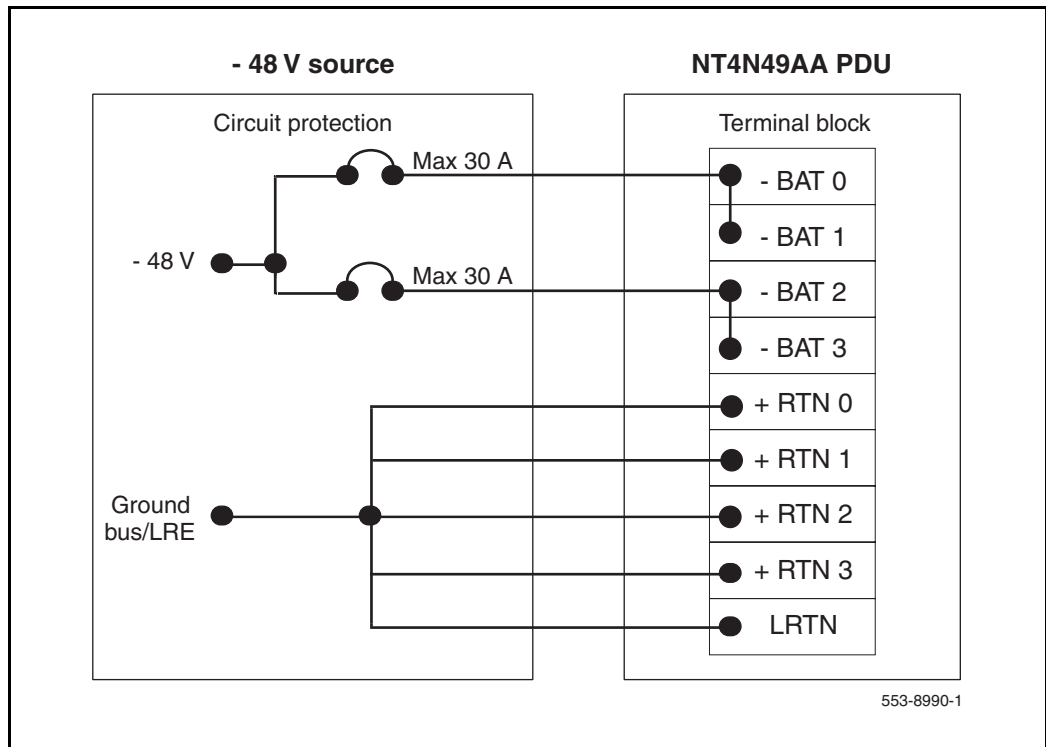 - 48 V source
NT4N49AA PDU
Circuit protection
Terminal block
Max 30 A
- BAT 0
- BAT 1
- 48 V
Max 30 A
- BAT 2
- BAT 3
+ RTN 0
+ RTN 1
Ground
bus/LRE
+ RTN 2
+ RTN 3
LRTN
553-8990-1